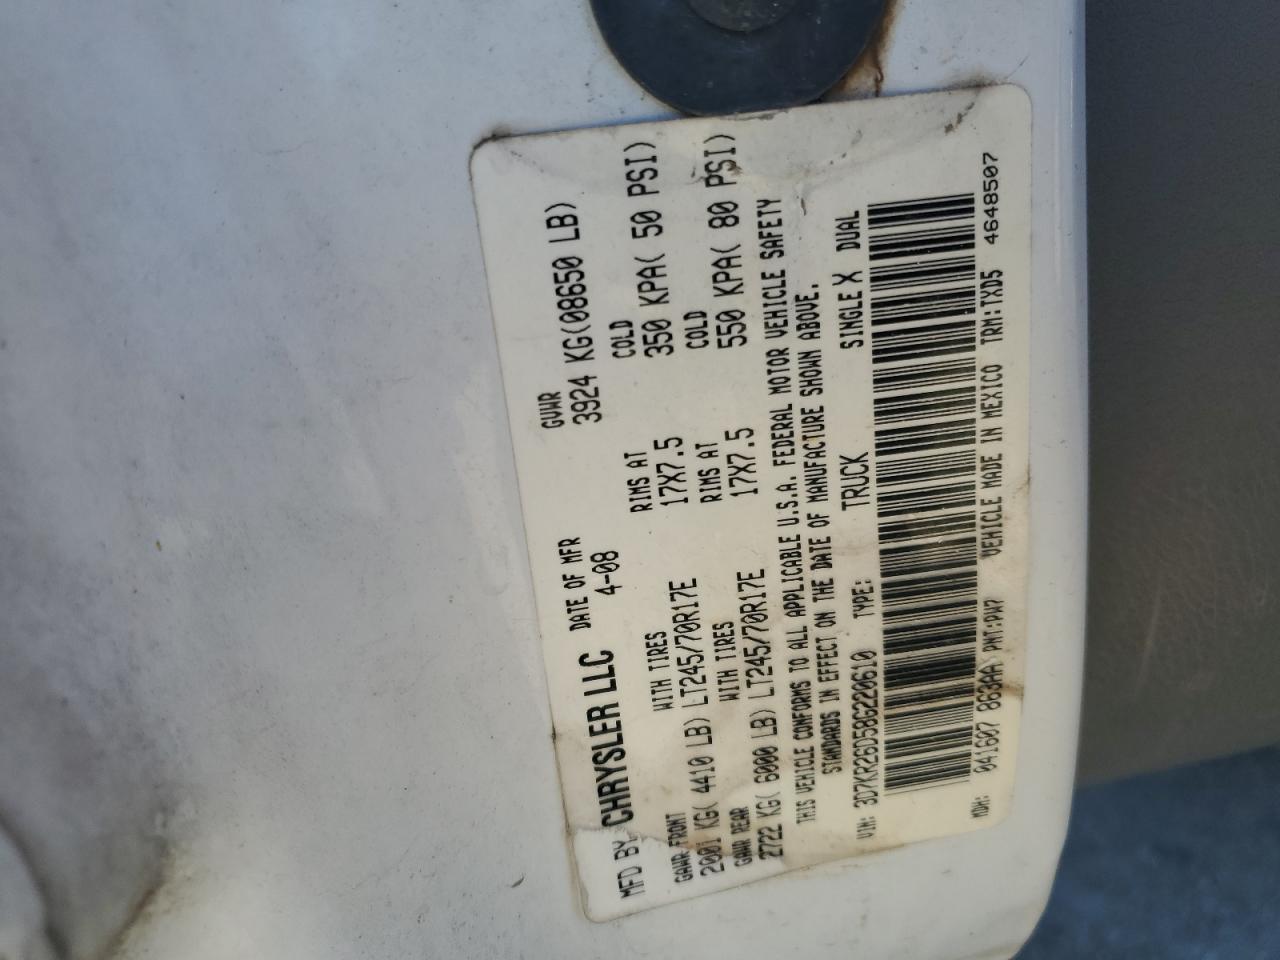 MFD BY CHRYSLER LLC DATE OF MFR GVWR
4-08 3924 KG(08650 LB)
GAWR FRONT WITH TIRES RIMS AT COLD
2001 KG( 4410 LB) LT245/70R17E 17X7.5 350 KPA( 50 PSI)
GAWR REAR WITH TIRES RIMS AT COLD
2722 KG( 6000 LB) LT245/70R17E 17X7.5 550 KPA( 80 PSI)
THIS VEHICLE CONFORMS TO ALL APPLICABLE U.S.A. FEDERAL MOTOR VEHICLE SAFETY
STANDARDS IN EFFECT ON THE DATE OF MANUFACTURE SHOWN ABOVE.
VIN: 3D7KR26D58G220610 TYPE: TRUCK SINGLE X DUAL
MDH: 041607 863AA PNT:PW7 VEHICLE MADE IN MEXICO TRM:TXD5 4648507